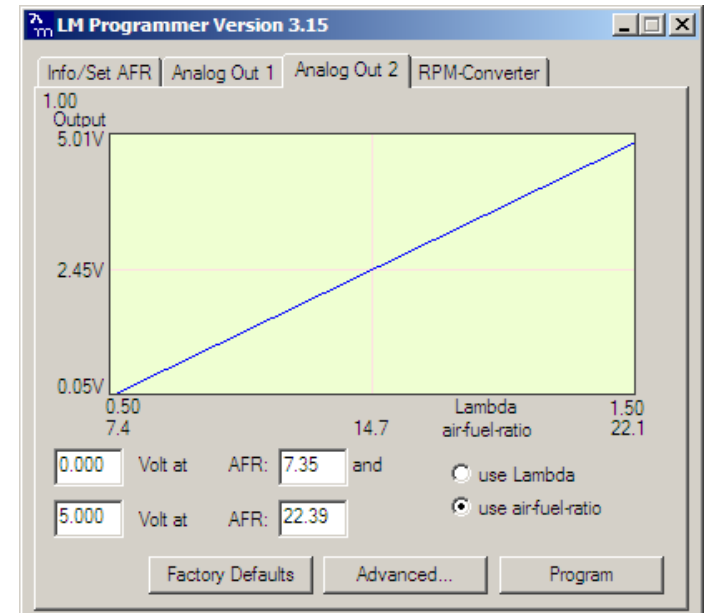 LM Programmer Version 3.15
Info/Set AFR Analog Out 1 Analog Out 2 RPM-Converter
1.00
Output
5.01V
2.45V
0.05V
0.50 Lambda 1.50
7.4 14.7 air-fuel-ratio 22.1
0.000 Volt at AFR: 7.35 and use Lambda
5.000 Volt at AFR: 22.39 use air-fuel-ratio
Factory Defaults Advanced... Program